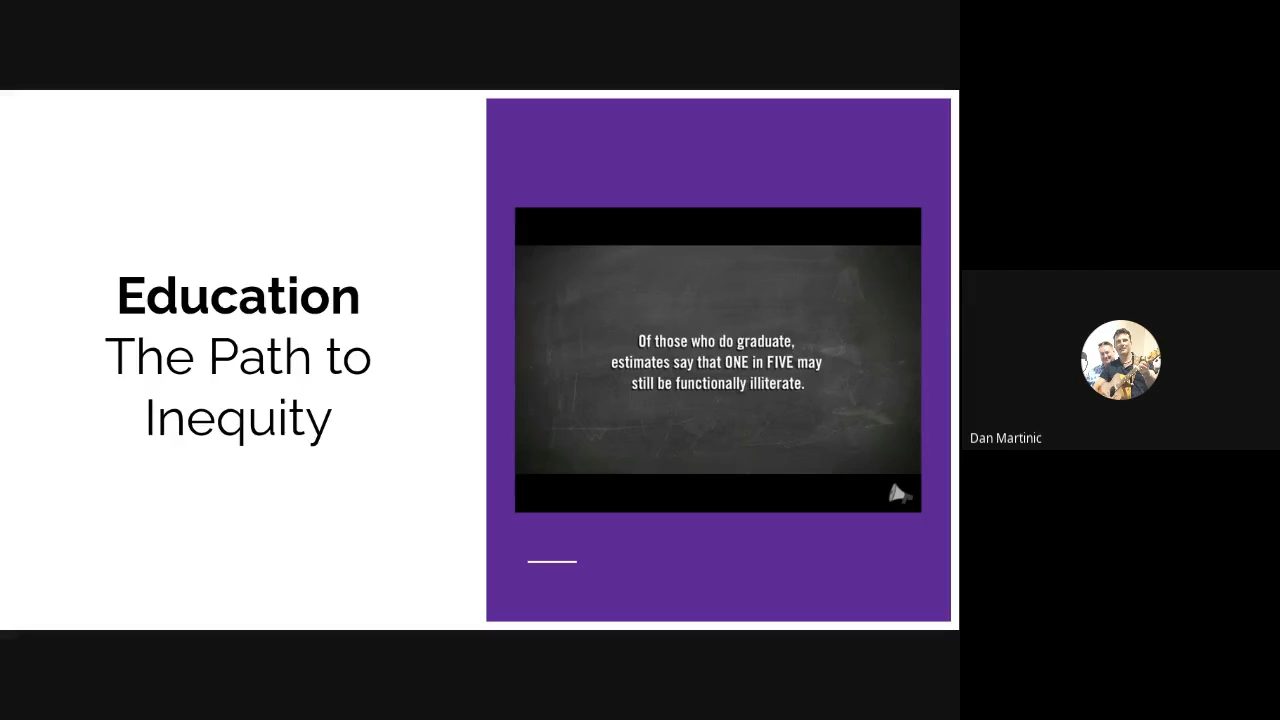 Education
The Path to
Inequity
Of those who do graduate,
estimates say that ONE in FIVE may
still be functionally illiterate.
Dan Martinic